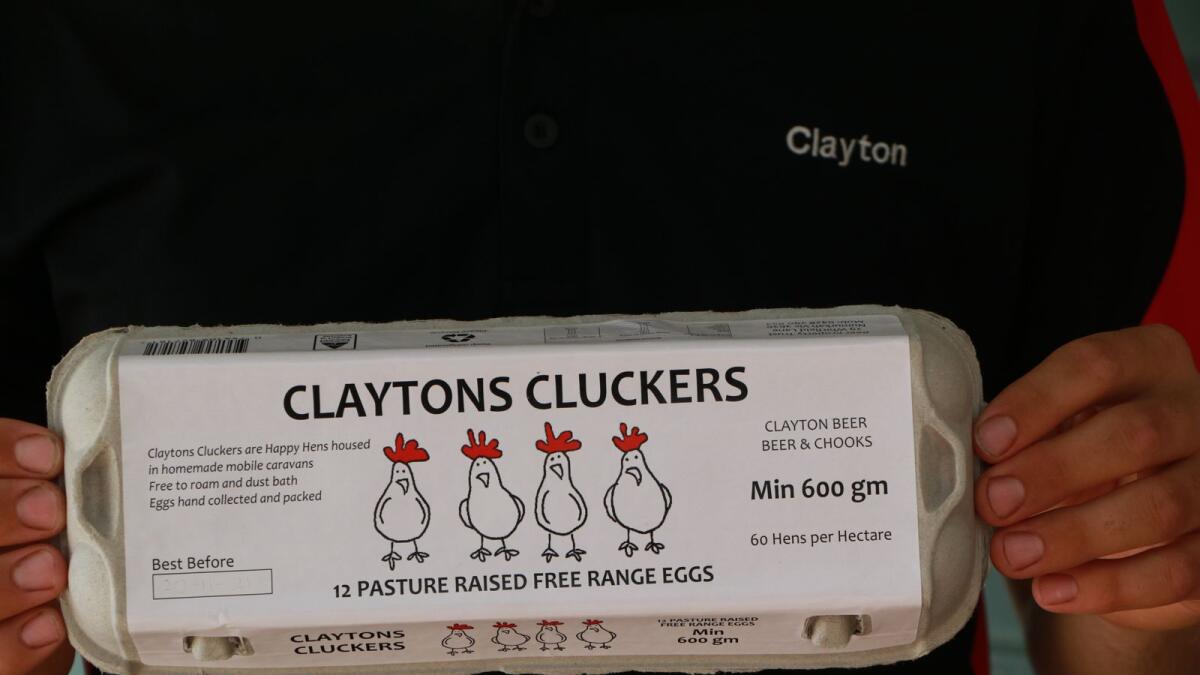 Clayton
CLAYTONS CLUCKERS
Claytons Cluckers are Happy Hens housed
in homemade mobile caravans
Free to roam and dust bath
Eggs hand collected and packed
CLAYTON BEER
BEER & CHOOKS
Min 600 gm
60 Hens per Hectare
Best Before
12 PASTURE RAISED FREE RANGE EGGS
CLAYTONS
CLUCKERS
12 PASTURE RAISED
FREE RANGE EGGS
Min
600 gm